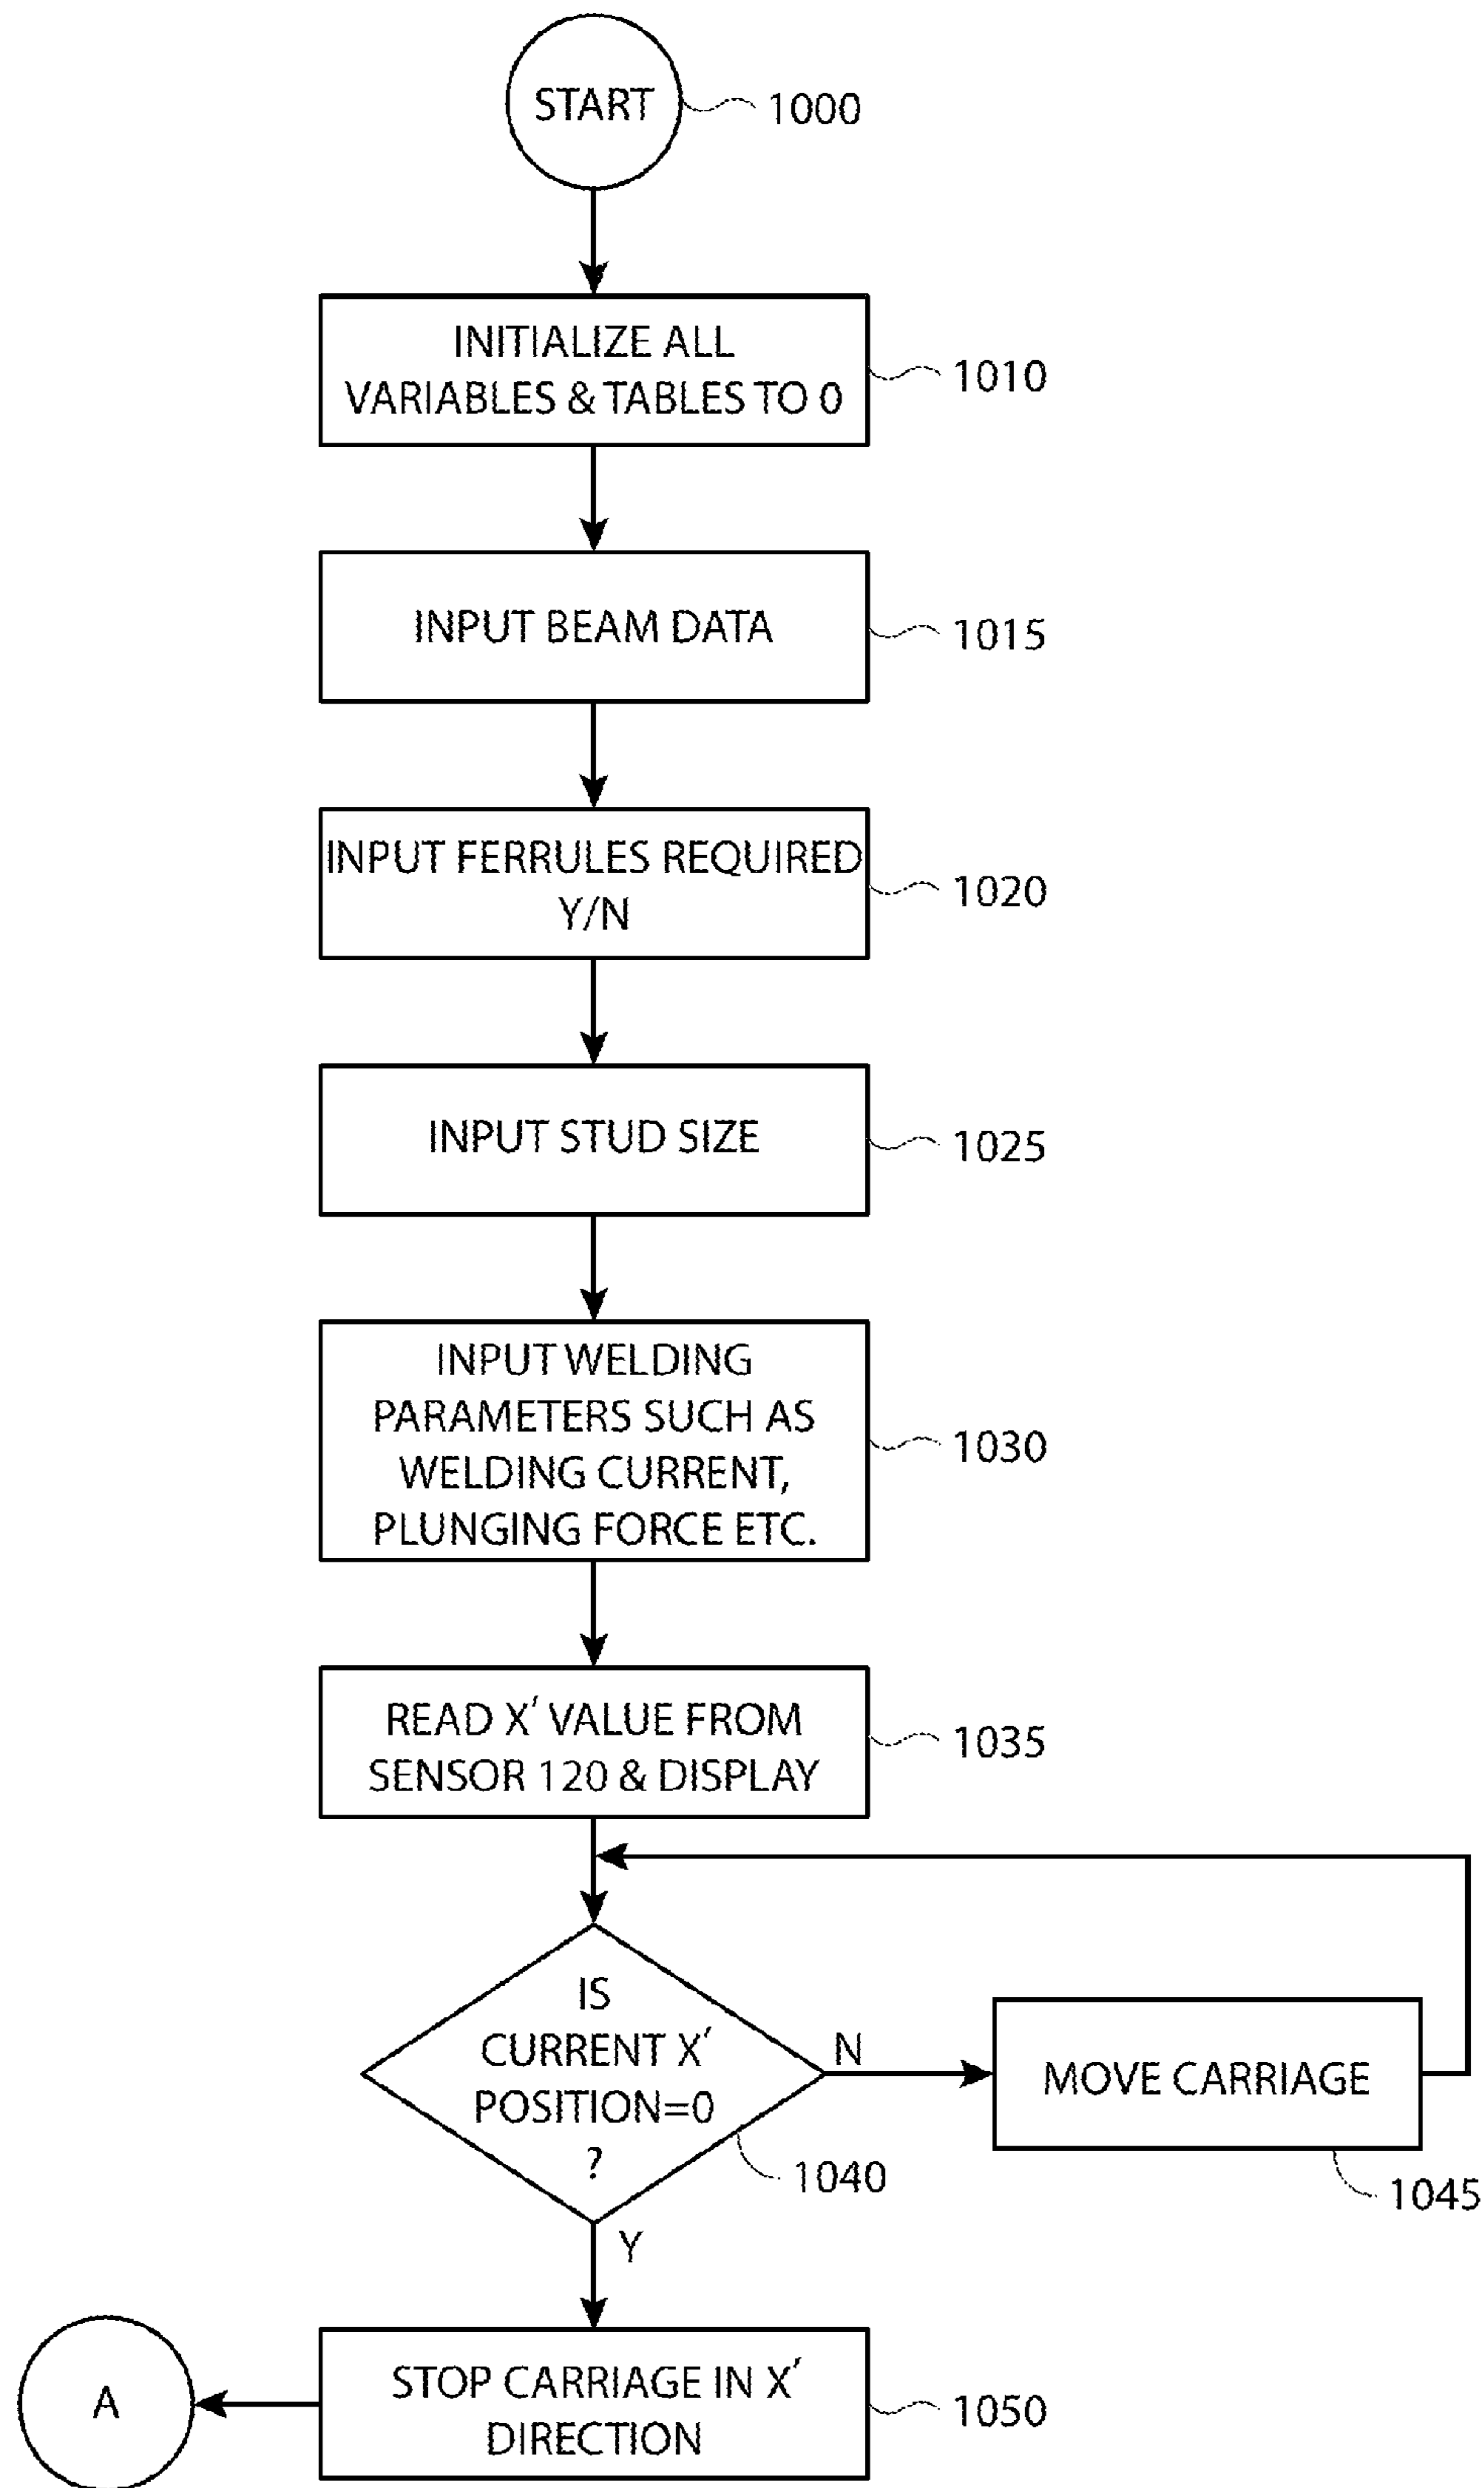 START
1000
INITIALIZE ALL
VARIABLES & TABLES TO 0
1010
INPUT BEAM DATA
1015
INPUT FERRULES REQUIRED
Y/N
1020
INPUT STUD SIZE
1025
INPUT WELDING
PARAMETERS SUCH AS
WELDING CURRENT,
PLUNGING FORCE ETC.
1030
READ X' VALUE FROM
SENSOR 120 & DISPLAY
1035
IS
CURRENT X'
POSITION=0
?
1040
N
MOVE CARRIAGE
1045
Y
STOP CARRIAGE IN X'
DIRECTION
1050
A